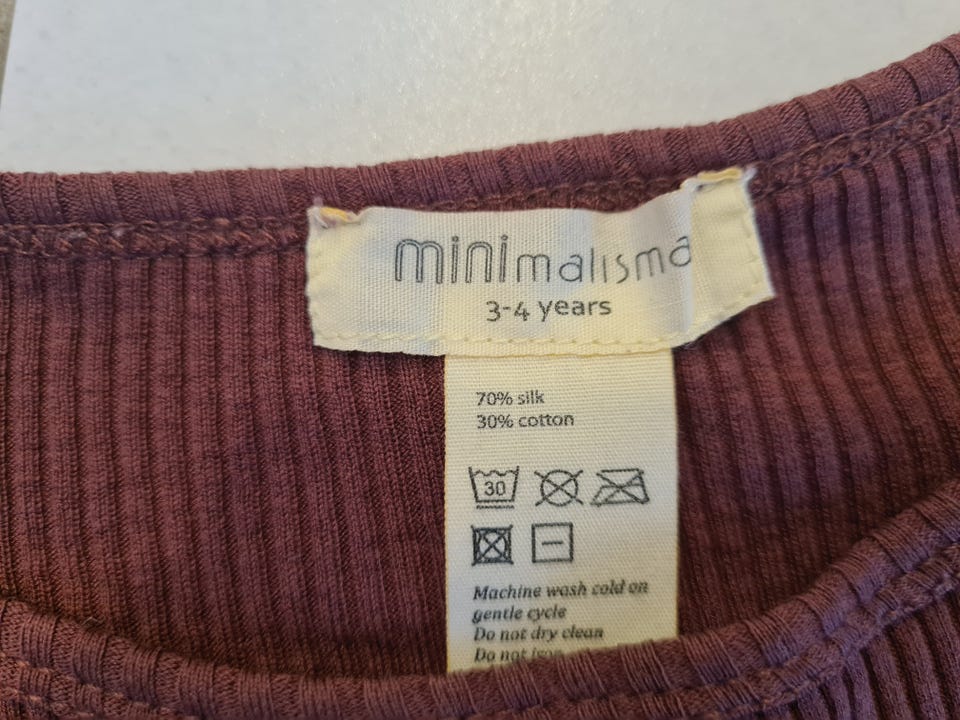 minimalisma
3-4 years
70% silk
30% cotton
30
Machine wash cold on
gentle cycle
Do not dry clean
Do not iron